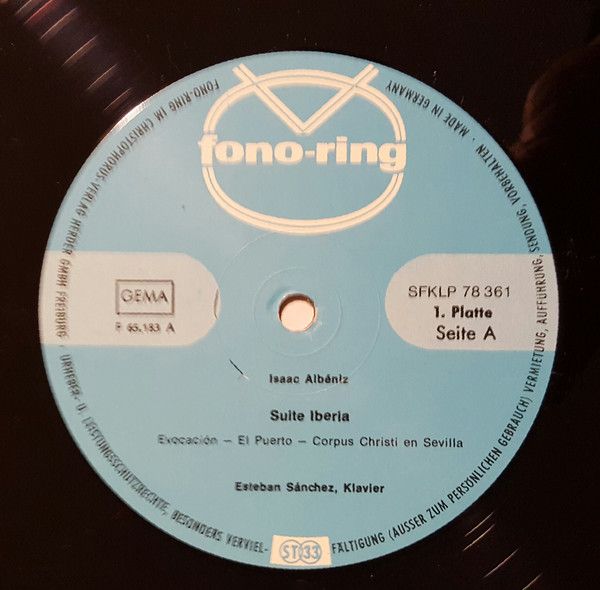 fono-ring
GEMA
P 65.183 A
SFKLP 78 361
1. Platte
Seite A
Isaac Albéniz
Suite Iberia
Evocación – El Puerto – Corpus Christi en Sevilla
Esteban Sánchez, Klavier
ST 33
FONO-RING IM CHRISTOPHORUS-VERLAG HERDER GMBH FREIBURG · URHEBER- U. LEISTUNGSSCHUTZRECHTE, BESONDERS VERVIEL-FÄLTIGUNG (AUSSER ZUM PERSÖNLICHEN GEBRAUCH) VERMIETUNG, AUFFÜHRUNG, SENDUNG, VORBEHALTEN · MADE IN GERMANY